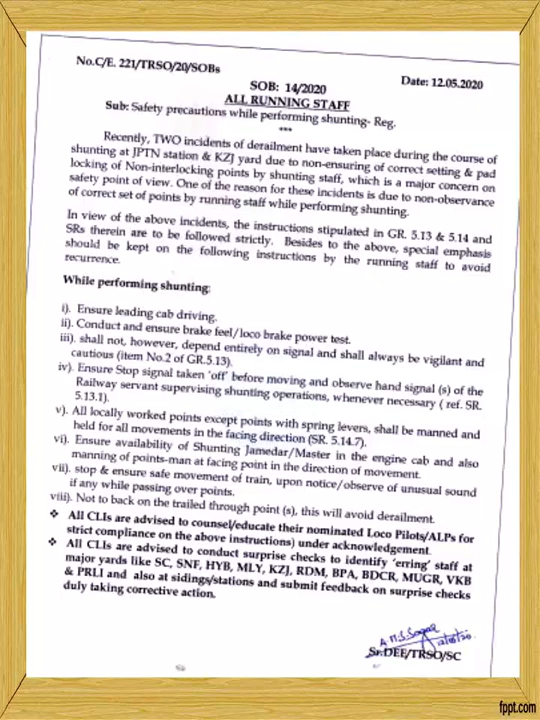 No.C/E. 221/TRSO/20/SOBs
Date: 12.05.2020
SOB: 14/2020
ALL RUNNING STAFF
Sub: Safety precautions while performing shunting- Reg.
***
Recently, TWO incidents of derailment have taken place during the course of
shunting at JPTN station & KZJ yard due to non-ensuring of correct setting & pad
locking of Non-interlocking points by shunting staff, which is a major concern on
safety point of view. One of the reason for these incidents is due to non-observance
of correct set of points by running staff while performing shunting.
In view of the above incidents, the instructions stipulated in GR. 5.13 & 5.14 and
SRs therein are to be followed strictly. Besides to the above, special emphasis
should be kept on the following instructions by the running staff to avoid
recurrence.
While performing shunting:
i). Ensure leading cab driving.
ii). Conduct and ensure brake feel/loco brake power test.
iii). shall not, however, depend entirely on signal and shall always be vigilant and
cautious (item No.2 of GR.5.13).
iv). Ensure Stop signal taken 'off' before moving and observe hand signal (s) of the
Railway servant supervising shunting operations, whenever necessary ( ref. SR.
5.13.1).
v). All locally worked points except points with spring levers, shall be manned and
held for all movements in the facing direction (SR. 5.14.7).
vi). Ensure availability of Shunting Jamedar/Master in the engine cab and also
manning of points-man at facing point in the direction of movement.
vii). stop & ensure safe movement of train, upon notice/observe of unusual sound
if any while passing over points.
viii). Not to back on the trailed through point (s), this will avoid derailment.
❖ All CLIs are advised to counsel/educate their nominated Loco Pilots/ALPs for
strict compliance on the above instructions) under acknowledgement.
❖ All CLIs are advised to conduct surprise checks to identify 'erring' staff at
major yards like SC, SNF, HYB, MLY, KZJ, RDM, BPA, BDCR, MUGR, VKB
& PRLI and also at sidings/stations and submit feedback on surprise checks
duly taking corrective action.
Sr.DEE/TRSO/SC
fppt.com